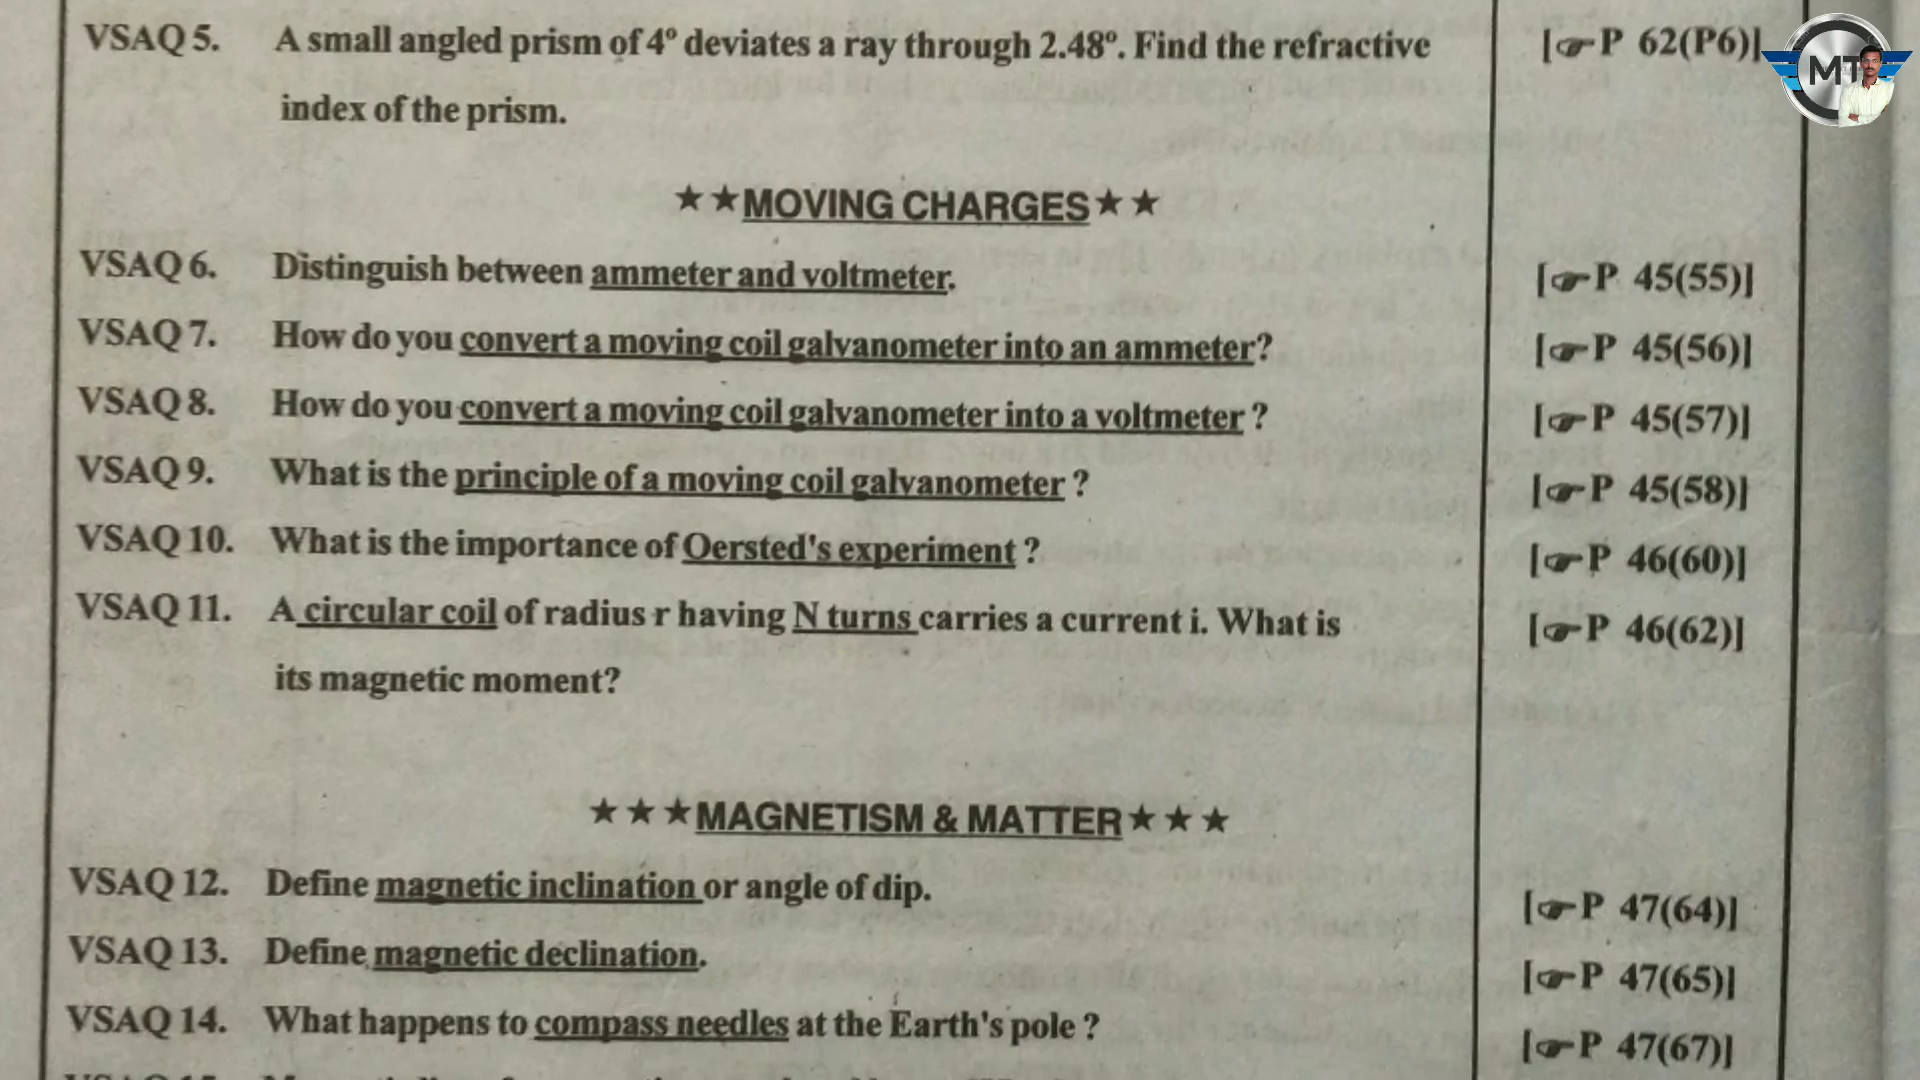 VSAQ 5. A small angled prism of 4º deviates a ray through 2.48º. Find the refractive [☞P 62(P6)]
index of the prism.
MT
★★MOVING CHARGES★★
VSAQ 6. Distinguish between ammeter and voltmeter. [☞P 45(55)]
VSAQ 7. How do you convert a moving coil galvanometer into an ammeter? [☞P 45(56)]
VSAQ 8. How do you convert a moving coil galvanometer into a voltmeter ? [☞P 45(57)]
VSAQ 9. What is the principle of a moving coil galvanometer ? [☞P 45(58)]
VSAQ 10. What is the importance of Oersted's experiment ? [☞P 46(60)]
VSAQ 11. A circular coil of radius r having N turns carries a current i. What is [☞P 46(62)]
its magnetic moment?
★★★MAGNETISM & MATTER★★★
VSAQ 12. Define magnetic inclination or angle of dip. [☞P 47(64)]
VSAQ 13. Define magnetic declination. [☞P 47(65)]
VSAQ 14. What happens to compass needles at the Earth's pole ? [☞P 47(67)]